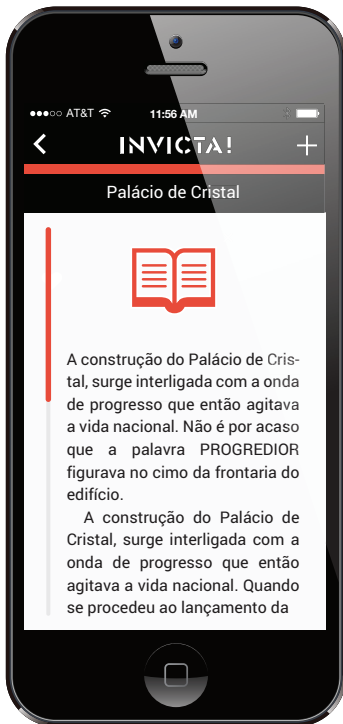 AT&T 11:56 AM
INVICTA!
Palácio de Cristal
A construção do Palácio de Cris-
tal, surge interligada com a onda
de progresso que então agitava
a vida nacional. Não é por acaso
que a palavra PROGREDIOR
figurava no cimo da frontaria do
edifício.
A construção do Palácio de
Cristal, surge interligada com a
onda de progresso que então
agitava a vida nacional. Quando
se procedeu ao lançamento da